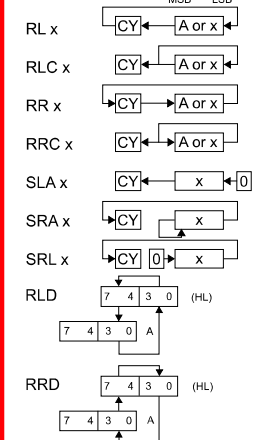 MSB LSB
RL x CY A or x
RLC x CY A or x
RR x CY A or x
RRC x CY A or x
SLA x CY x 0
SRA x CY x
SRL x CY 0 x
RLD 7 4 3 0 (HL)
7 4 3 0 A
RRD 7 4 3 0 (HL)
7 4 3 0 A